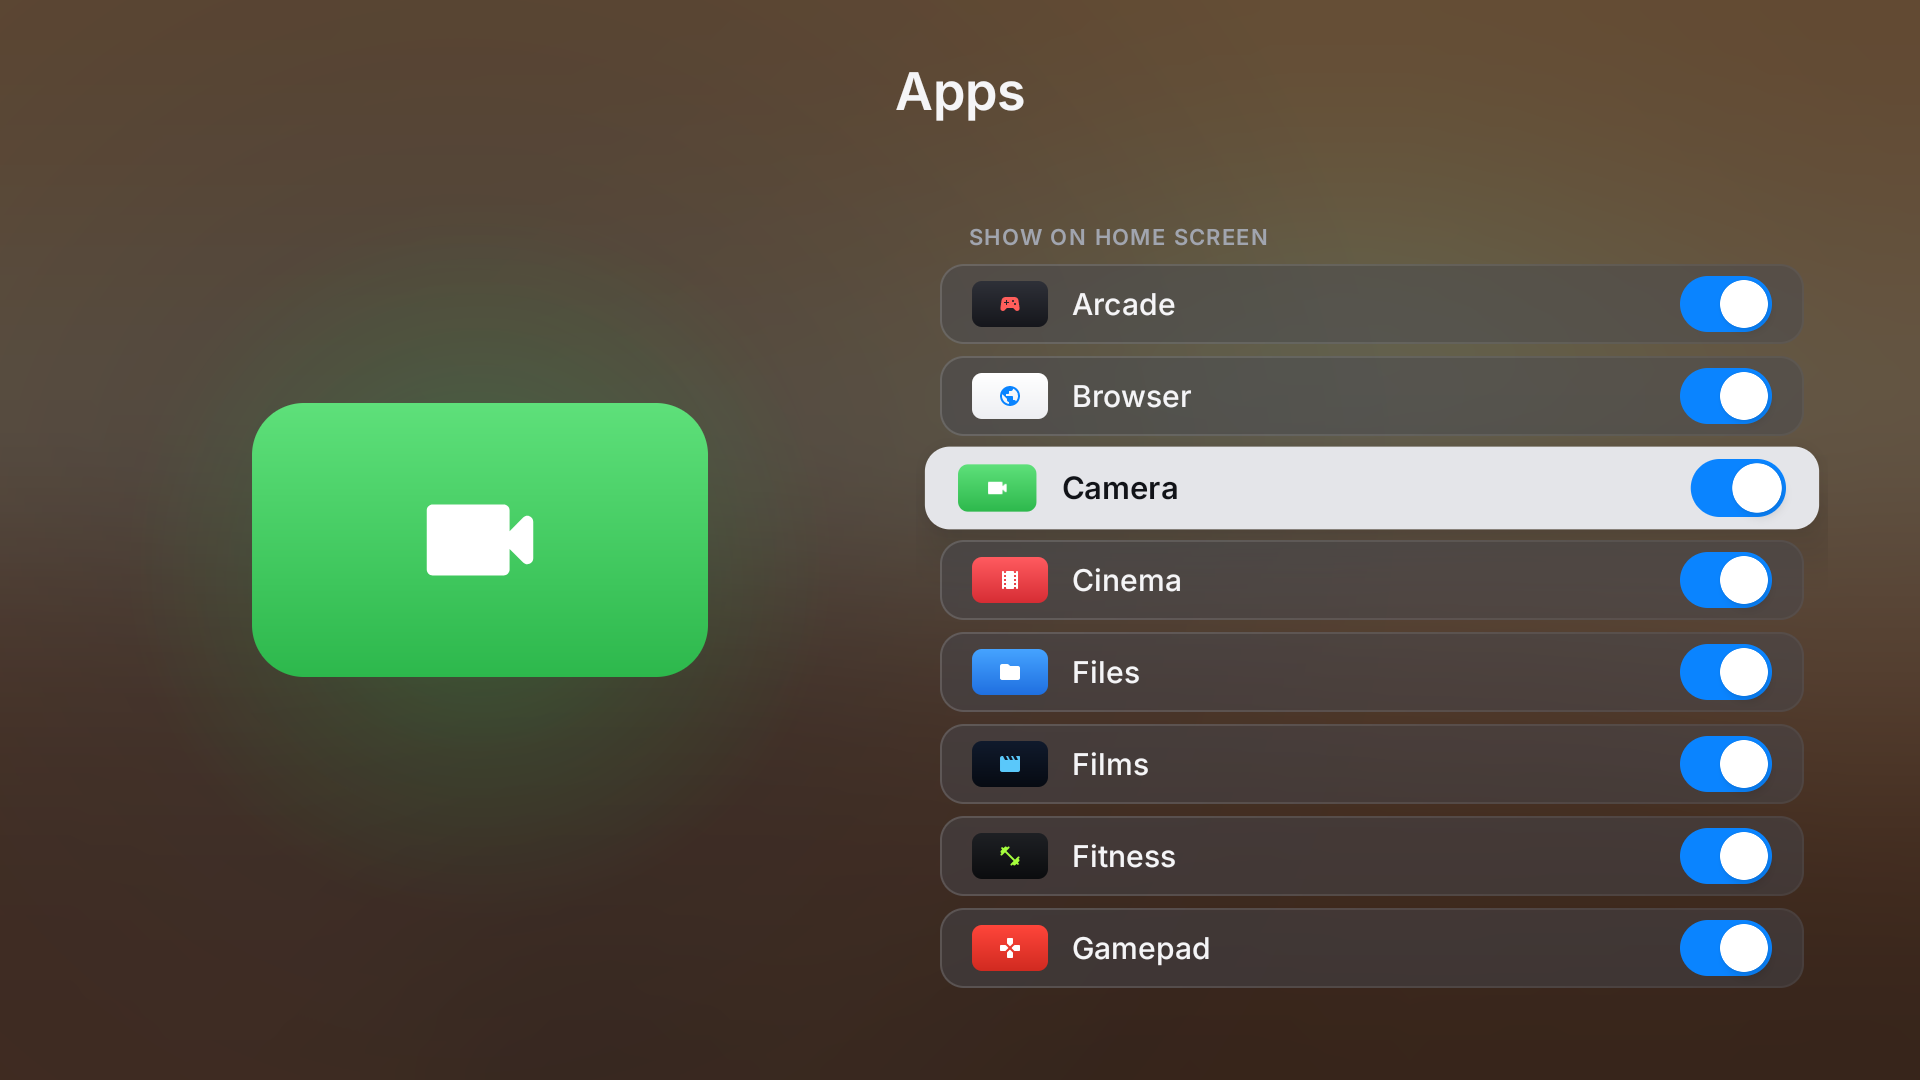 Apps
SHOW ON HOME SCREEN
Arcade
Browser
Camera
Cinema
Files
Films
Fitness
Gamepad